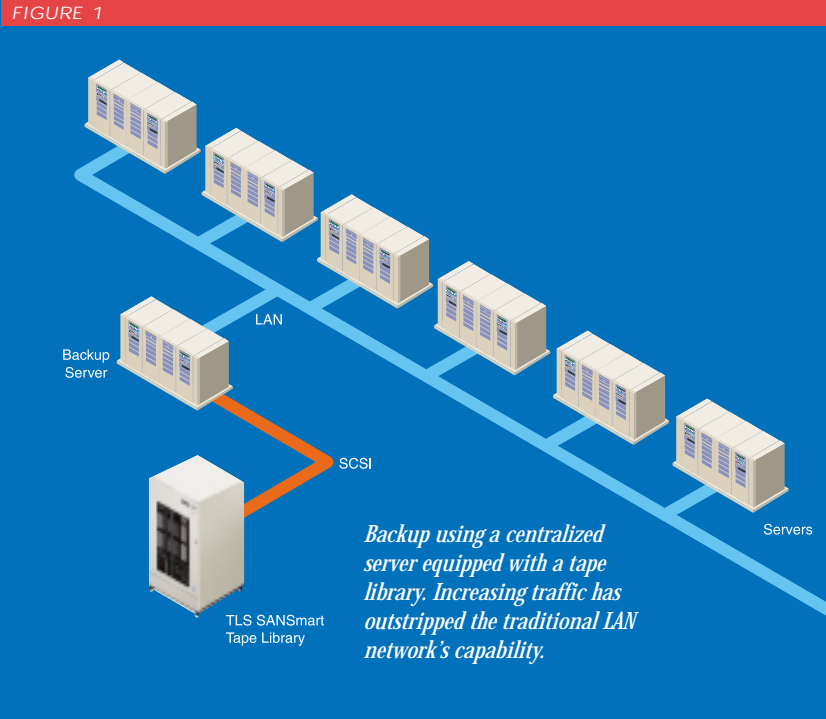 FIGURE 1
LAN
Backup
Server
SCSI
Backup using a centralized
server equipped with a tape
library. Increasing traffic has
outstripped the traditional LAN
network's capability.
Servers
TLS SANSmart
Tape Library